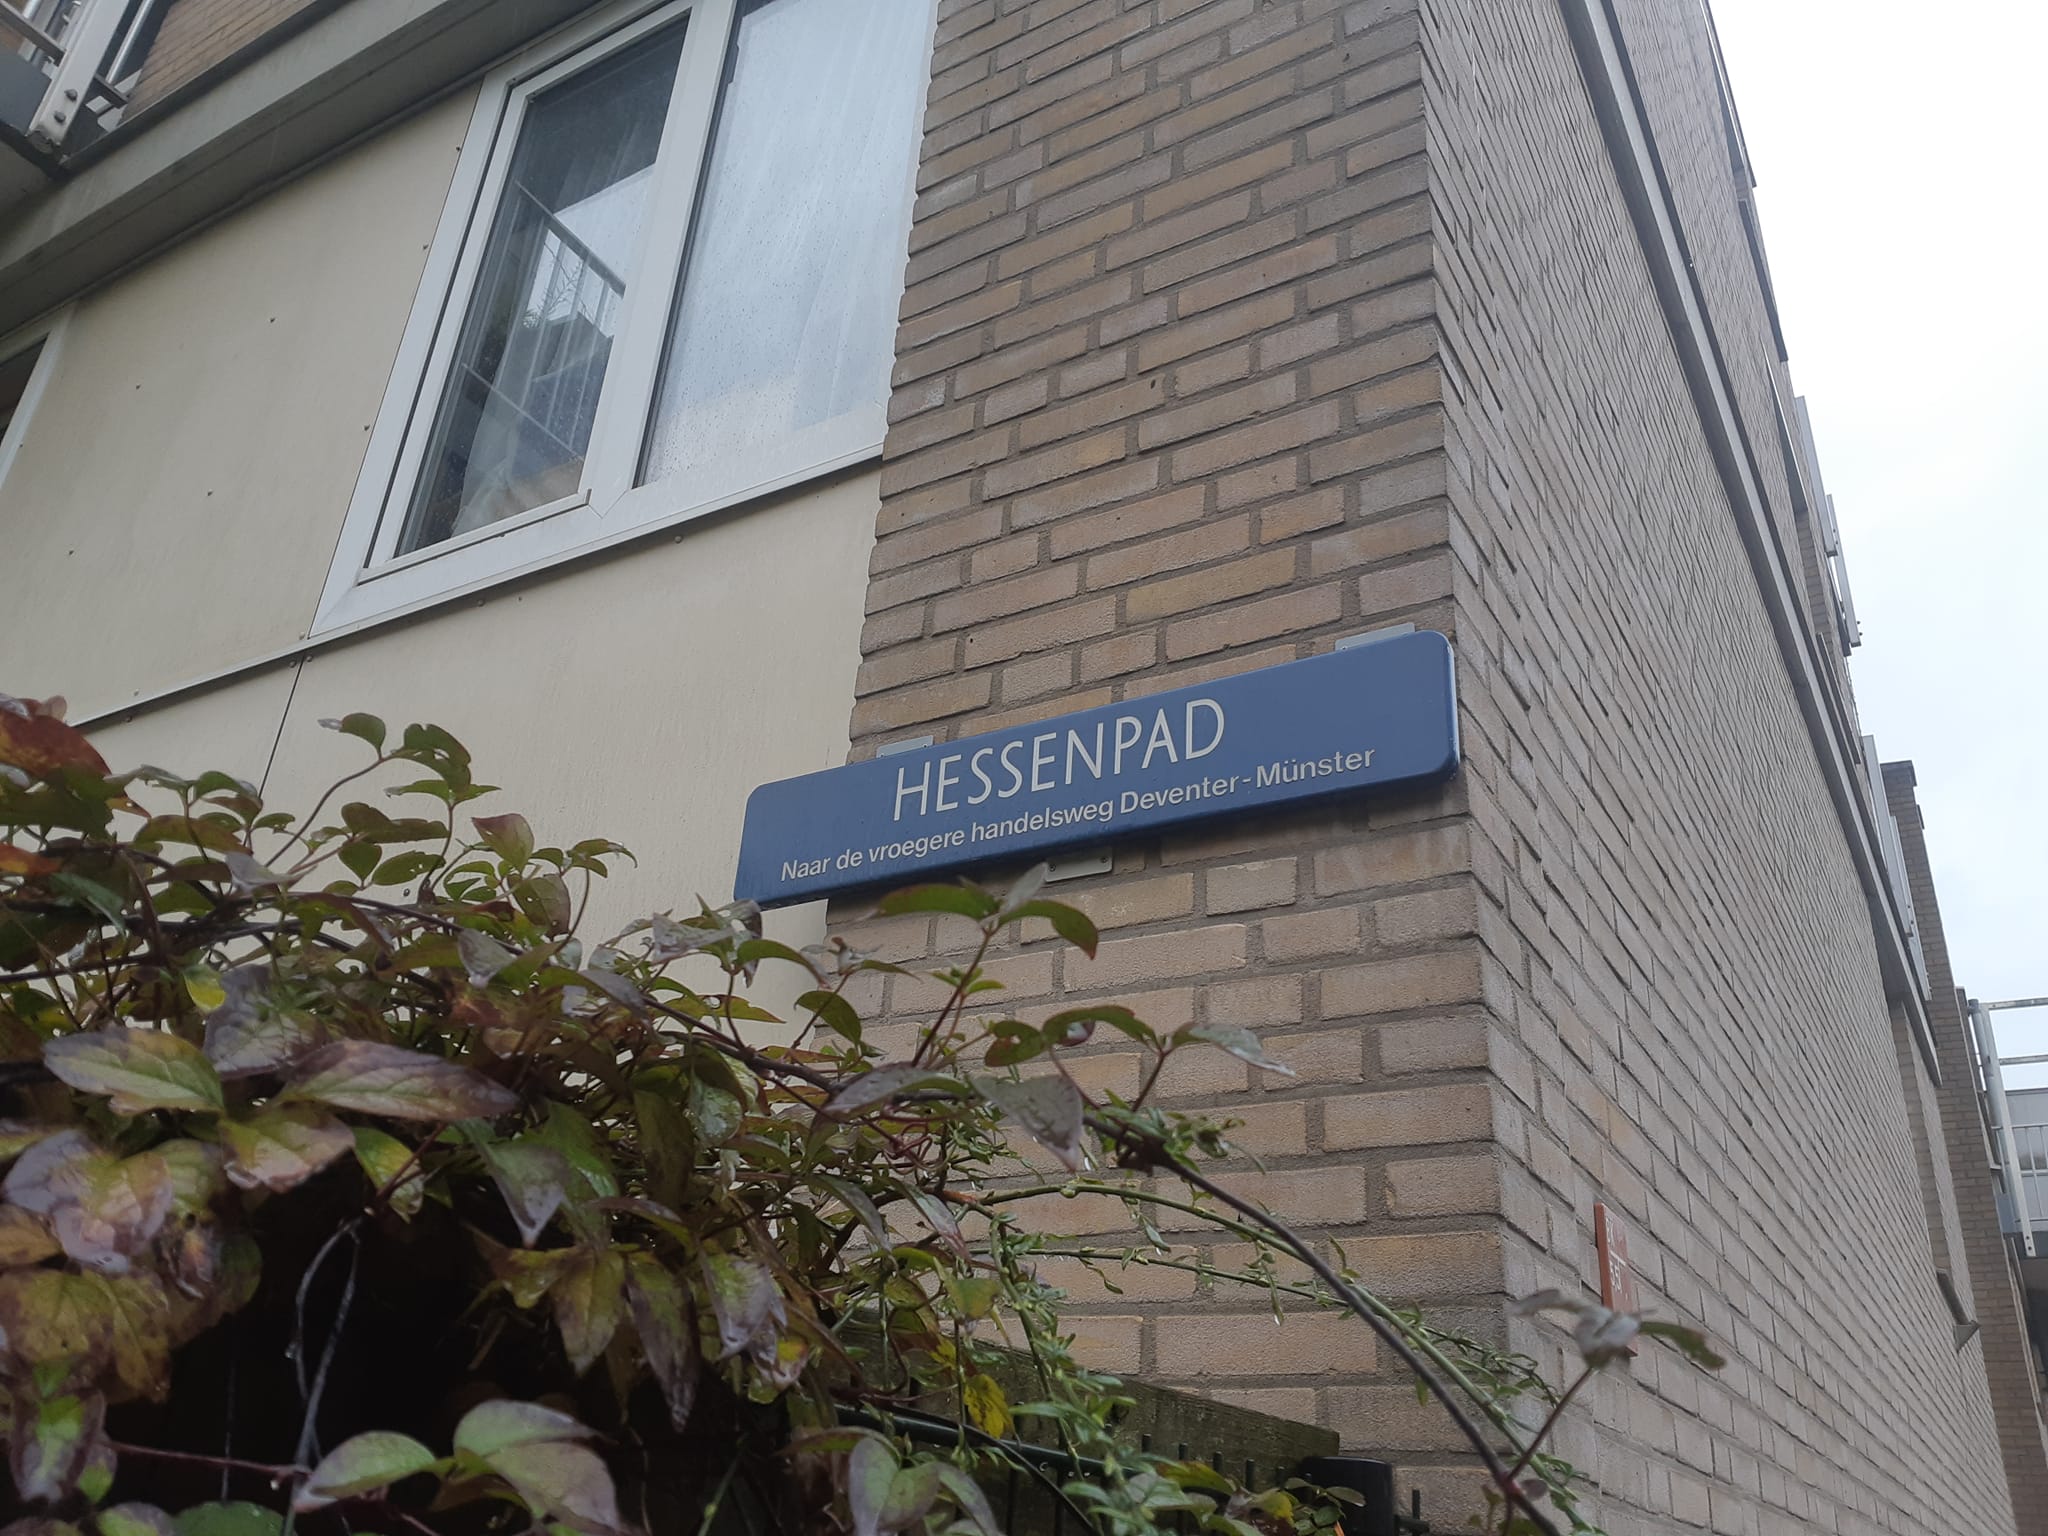 HESSENPAD
Naar de vroegere handelsweg Deventer-Münster